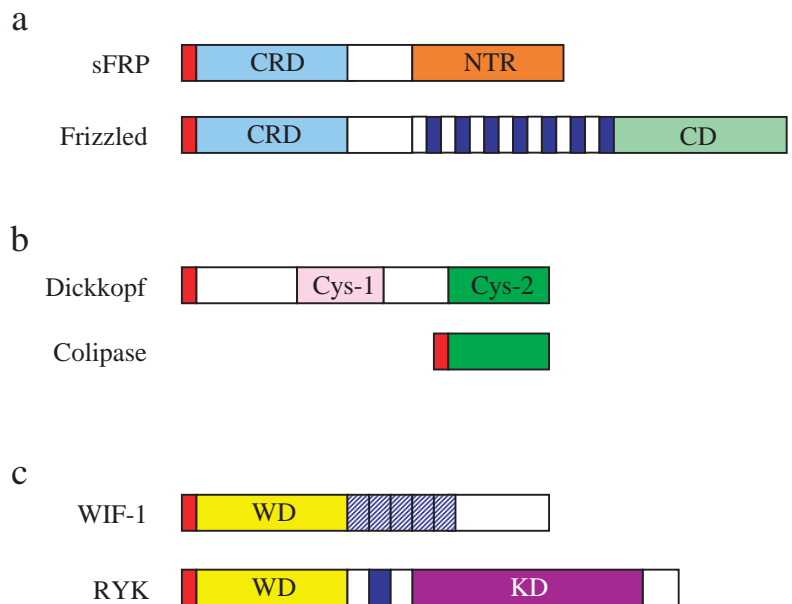 a
sFRP CRD NTR
Frizzled CRD CD
b
Dickkopf Cys-1 Cys-2
Colipase
c
WIF-1 WD
RYK WD KD